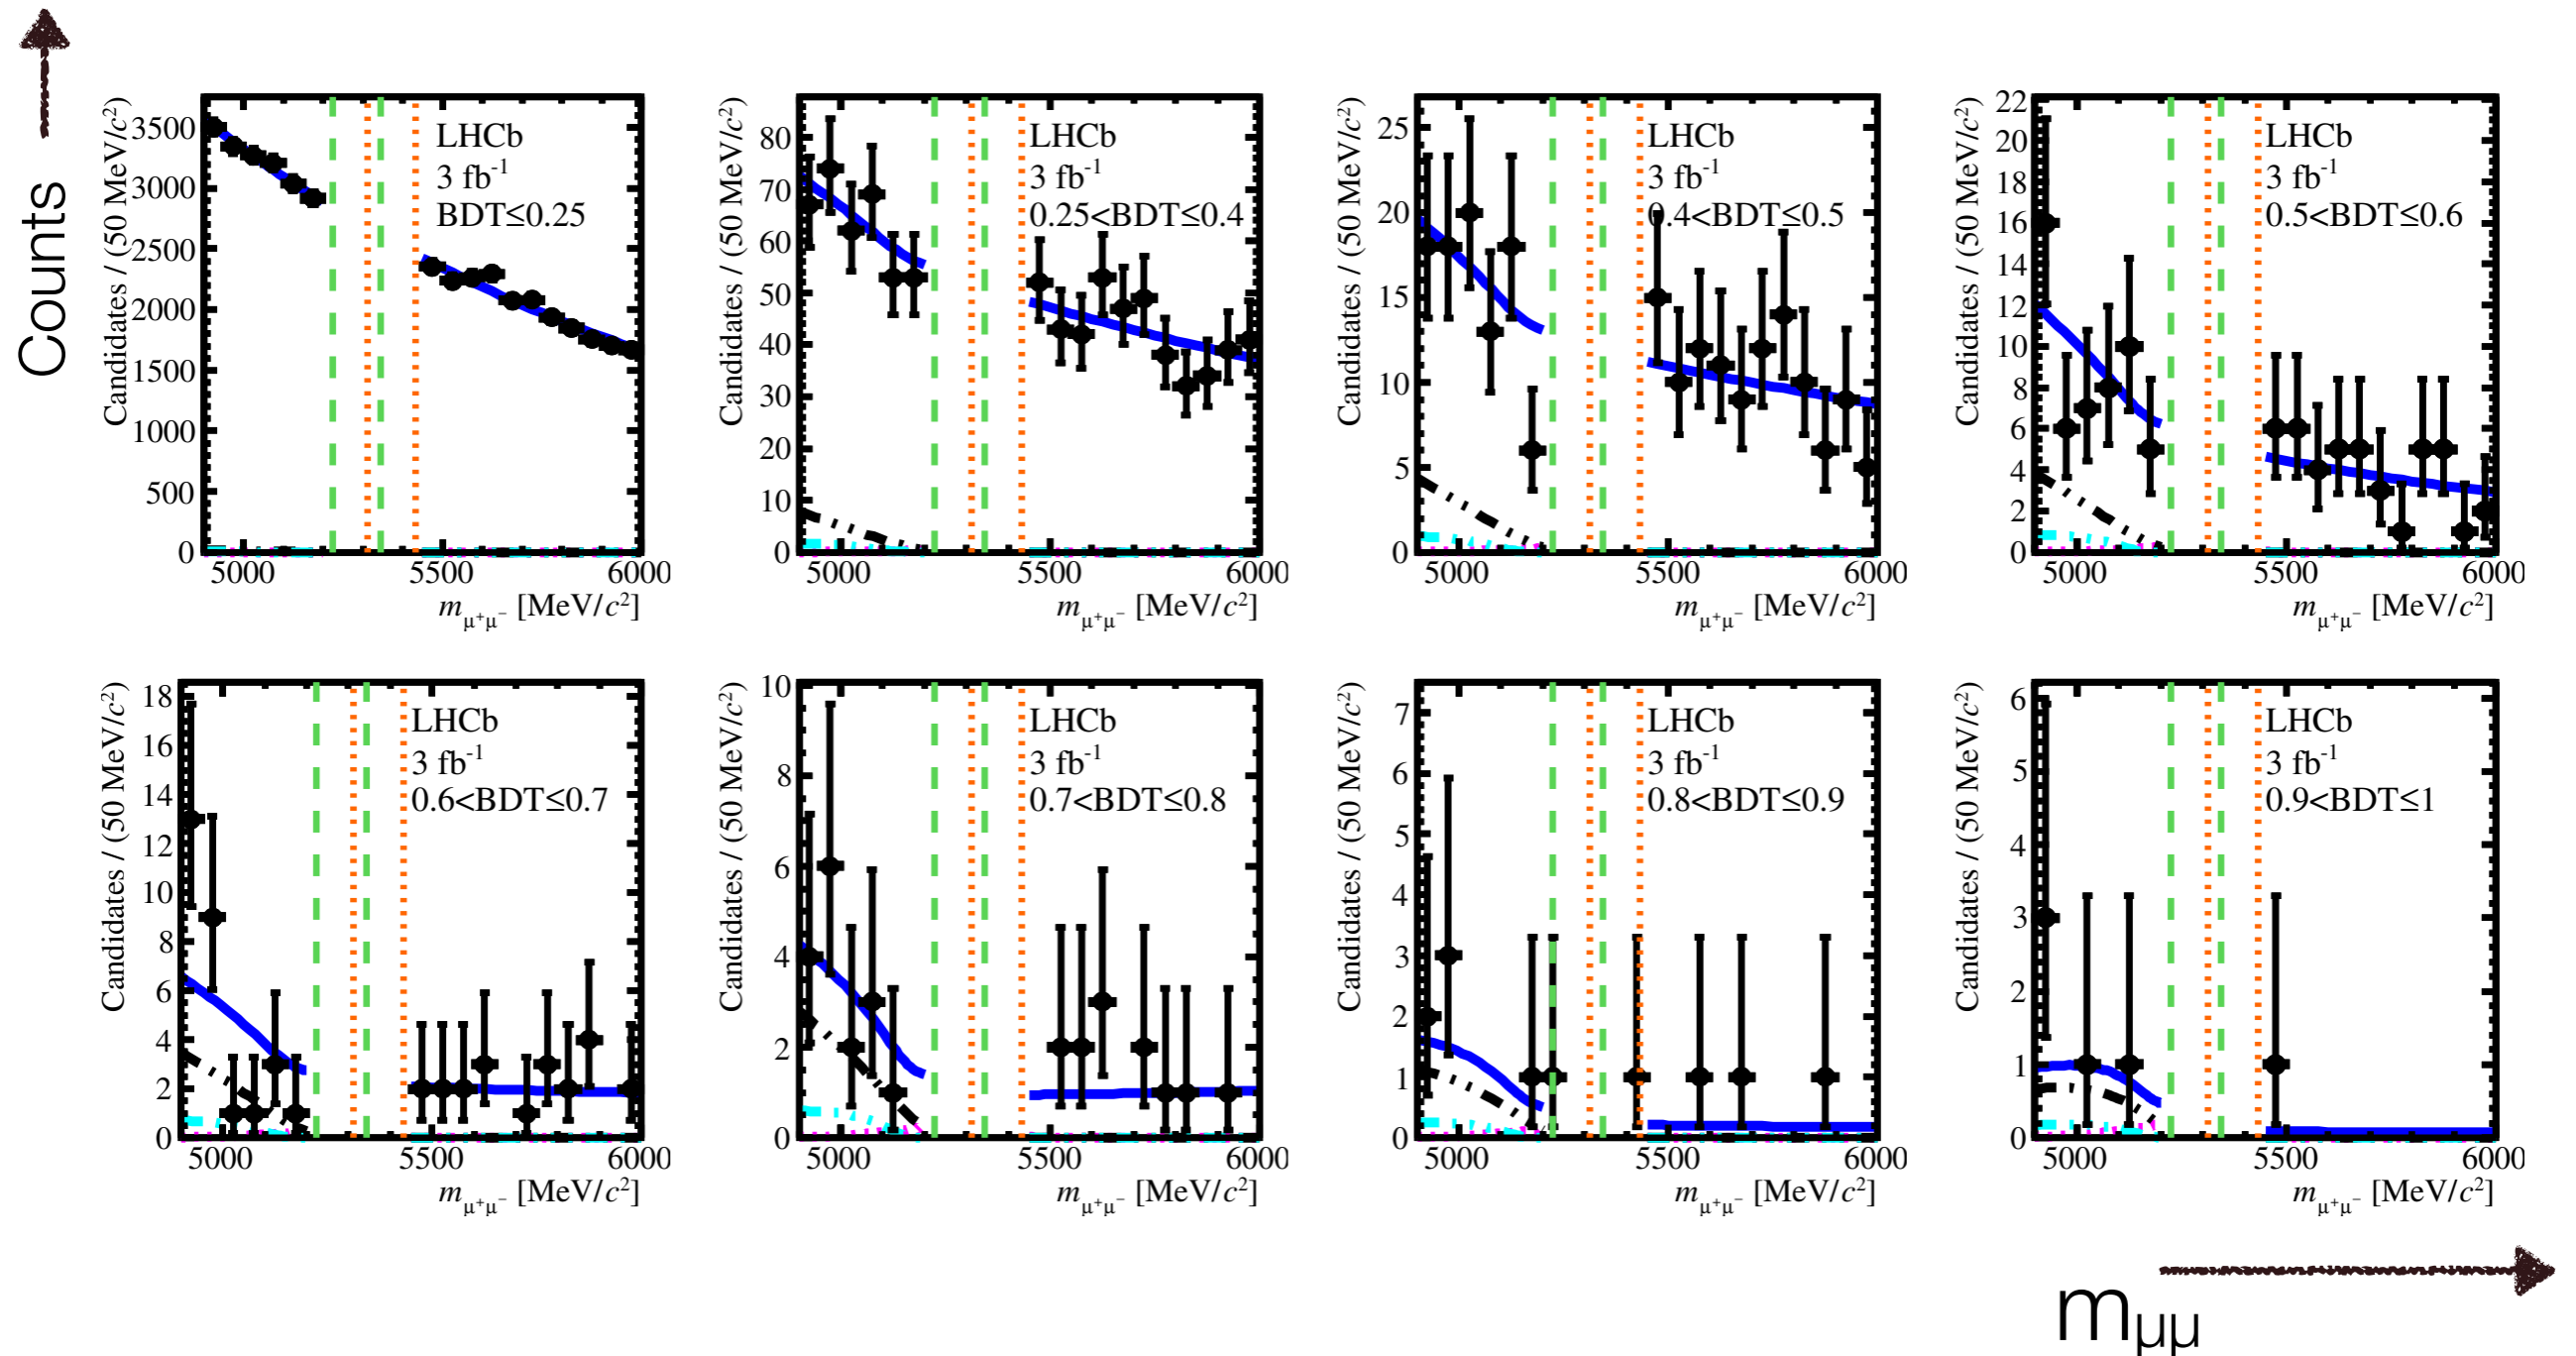 Counts
Candidates / (50 MeV/c²)
3500
3000
2500
2000
1500
1000
500
0
LHCb
3 fb⁻¹
BDT≤0.25
5000 5500 6000
m_μ⁺μ⁻ [MeV/c²]
Candidates / (50 MeV/c²)
80
70
60
50
40
30
20
10
0
LHCb
3 fb⁻¹
0.25<BDT≤0.4
5000 5500 6000
m_μ⁺μ⁻ [MeV/c²]
Candidates / (50 MeV/c²)
25
20
15
10
5
0
LHCb
3 fb⁻¹
0.4<BDT≤0.5
5000 5500 6000
m_μ⁺μ⁻ [MeV/c²]
Candidates / (50 MeV/c²)
22
20
18
16
14
12
10
8
6
4
2
0
LHCb
3 fb⁻¹
0.5<BDT≤0.6
5000 5500 6000
m_μ⁺μ⁻ [MeV/c²]
Candidates / (50 MeV/c²)
18
16
14
12
10
8
6
4
2
0
LHCb
3 fb⁻¹
0.6<BDT≤0.7
5000 5500 6000
m_μ⁺μ⁻ [MeV/c²]
Candidates / (50 MeV/c²)
10
8
6
4
2
0
LHCb
3 fb⁻¹
0.7<BDT≤0.8
5000 5500 6000
m_μ⁺μ⁻ [MeV/c²]
Candidates / (50 MeV/c²)
7
6
5
4
3
2
1
0
LHCb
3 fb⁻¹
0.8<BDT≤0.9
5000 5500 6000
m_μ⁺μ⁻ [MeV/c²]
Candidates / (50 MeV/c²)
6
5
4
3
2
1
0
LHCb
3 fb⁻¹
0.9<BDT≤1
5000 5500 6000
m_μ⁺μ⁻ [MeV/c²]
m_μμ